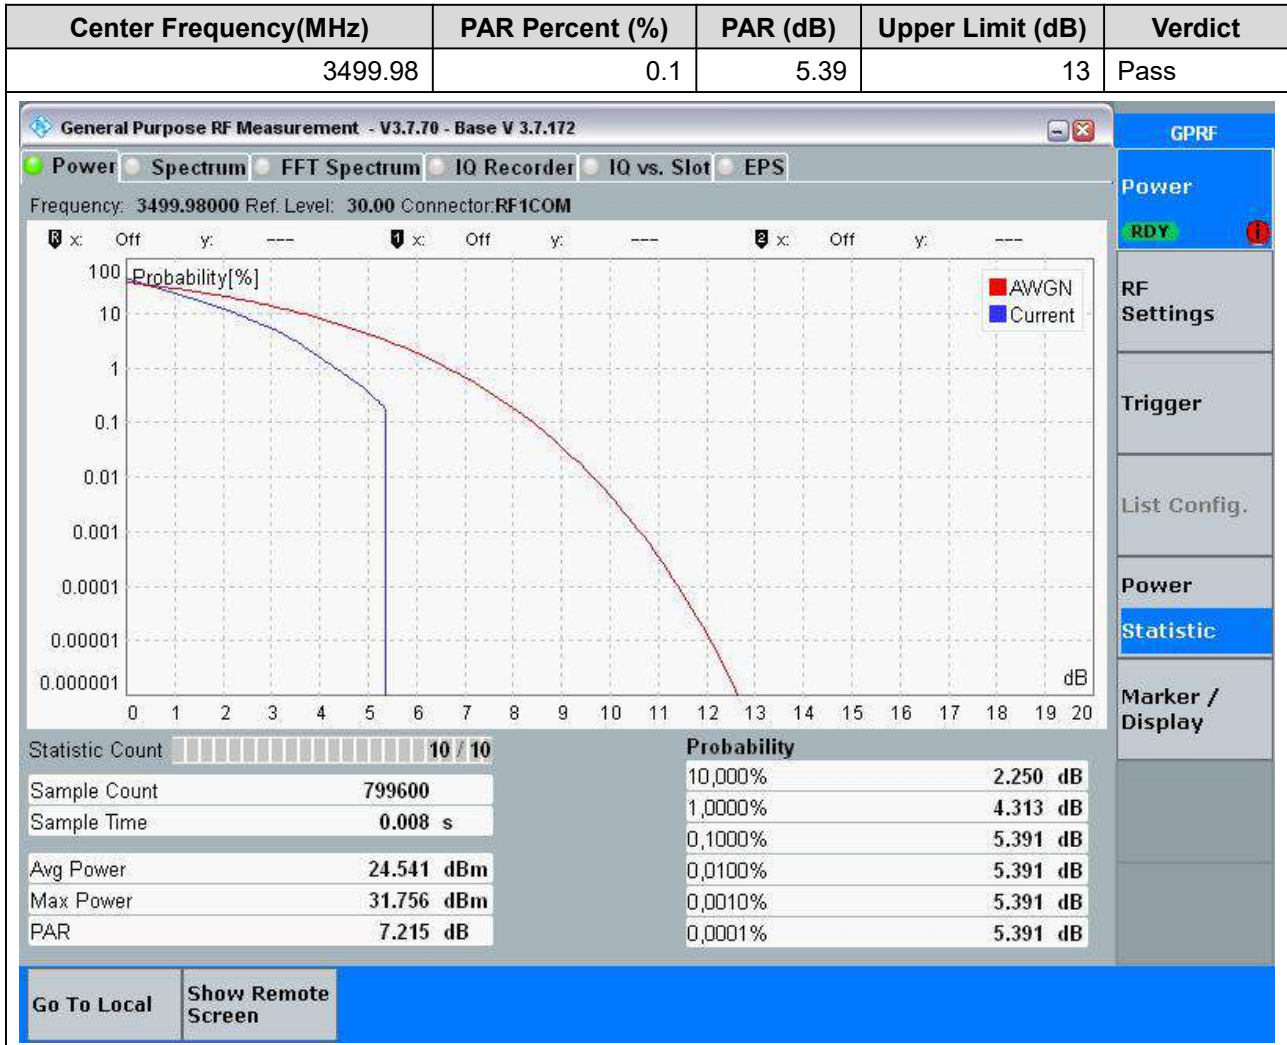 Center Frequency(MHz) PAR Percent (%) PAR (dB) Upper Limit (dB) Verdict
3499.98 0.1 5.39 13 Pass
General Purpose RF Measurement - V3.7.70 - Base V 3.7.172
GPRF
Power Spectrum FFT Spectrum IQ Recorder IQ vs. Slot EPS
Frequency: 3499.98000 Ref. Level: 30.00 Connector:RF1COM
R x: Off y: --- 1 x: Off y: --- 2 x: Off y: ---
Probability[%]
AWGN
Current
100
10
1
0.1
0.01
0.001
0.0001
0.00001
0.000001
dB
0 1 2 3 4 5 6 7 8 9 10 11 12 13 14 15 16 17 18 19 20
Statistic Count 10 / 10
Sample Count 799600
Sample Time 0.008 s
Avg Power 24.541 dBm
Max Power 31.756 dBm
PAR 7.215 dB
Probability
10,000% 2.250 dB
1,0000% 4.313 dB
0,1000% 5.391 dB
0,0100% 5.391 dB
0,0010% 5.391 dB
0,0001% 5.391 dB
Power
RDY
RF
Settings
Trigger
List Config.
Power
Statistic
Marker /
Display
Go To Local
Show Remote
Screen